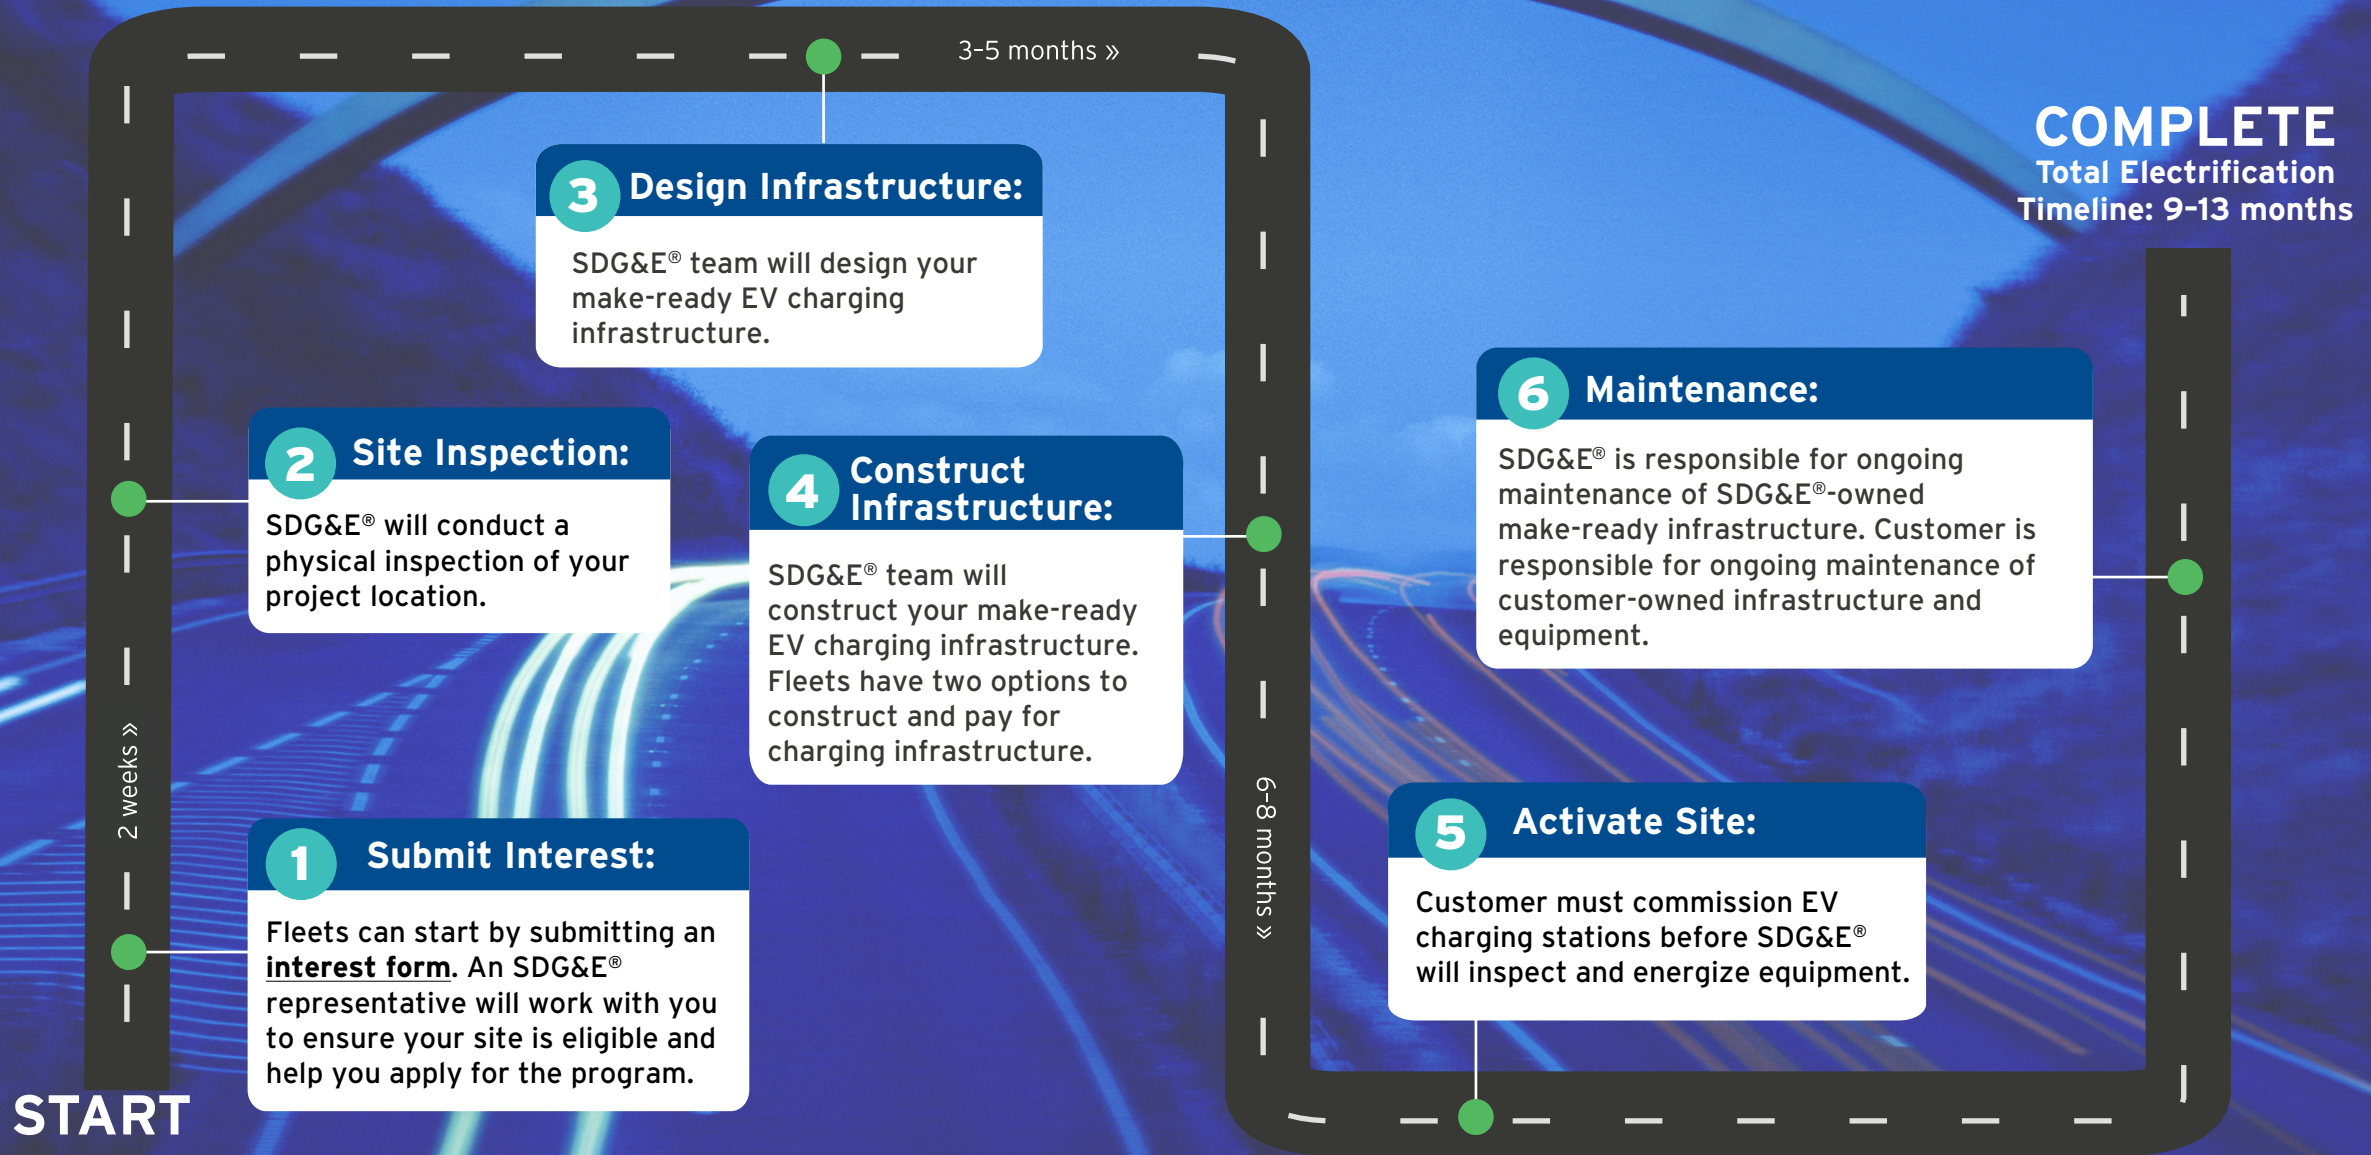 START
1
Submit Interest:
Fleets can start by submitting an
interest form. An SDG&E®
representative will work with you
to ensure your site is eligible and
help you apply for the program.
2 weeks »
2
Site Inspection:
SDG&E® will conduct a
physical inspection of your
project location.
3
Design Infrastructure:
SDG&E® team will design your
make-ready EV charging
infrastructure.
3-5 months »
4
Construct
Infrastructure:
SDG&E® team will
construct your make-ready
EV charging infrastructure.
Fleets have two options to
construct and pay for
charging infrastructure.
6-8 months »
5
Activate Site:
Customer must commission EV
charging stations before SDG&E®
will inspect and energize equipment.
6
Maintenance:
SDG&E® is responsible for ongoing
maintenance of SDG&E®-owned
make-ready infrastructure. Customer is
responsible for ongoing maintenance of
customer-owned infrastructure and
equipment.
COMPLETE
Total Electrification
Timeline: 9-13 months